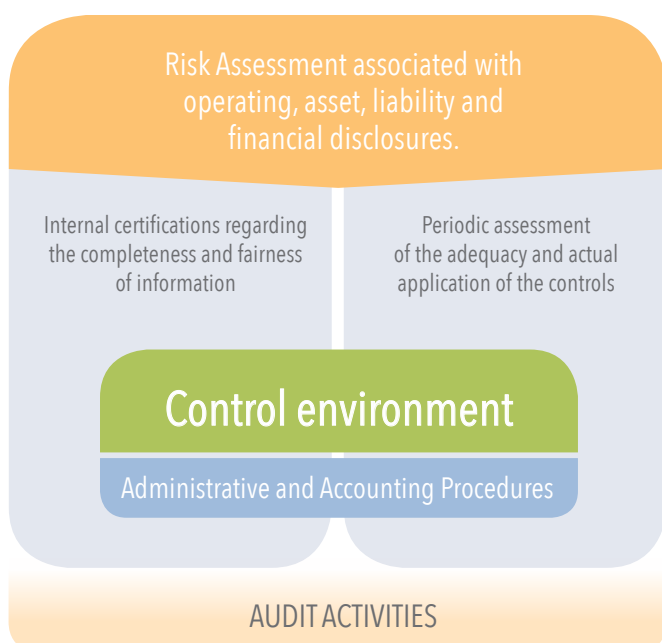 Risk Assessment associated with
operating, asset, liability and
financial disclosures.
Internal certifications regarding
the completeness and fairness
of information
Periodic assessment
of the adequacy and actual
application of the controls
Control environment
Administrative and Accounting Procedures
AUDIT ACTIVITIES